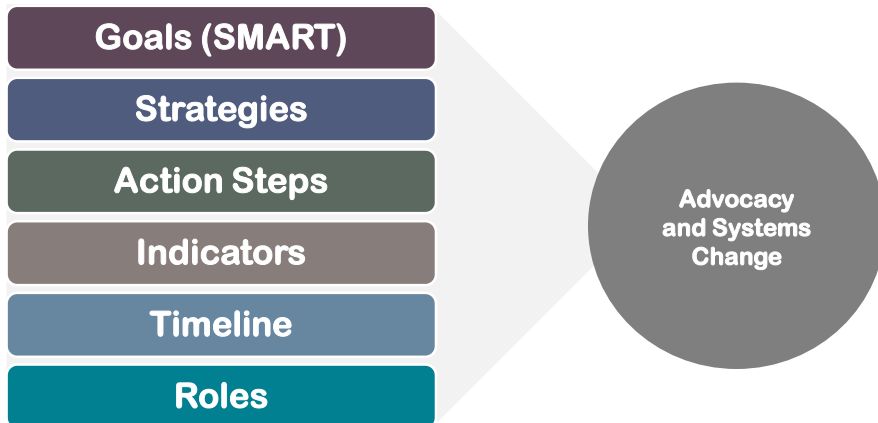 Goals (SMART)
Strategies
Action Steps
Indicators
Timeline
Roles
Advocacy
and Systems
Change